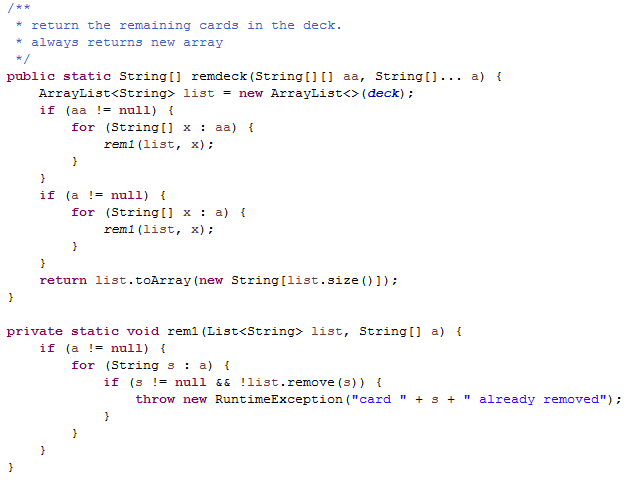 /**
 * return the remaining cards in the deck.
 * always returns new array
 */
public static String[] remdeck(String[][] aa, String[]... a) {
    ArrayList<String> list = new ArrayList<>(deck);
    if (aa != null) {
        for (String[] x : aa) {
            rem1(list, x);
        }
    }
    if (a != null) {
        for (String[] x : a) {
            rem1(list, x);
        }
    }
    return list.toArray(new String[list.size()]);
}

private static void rem1(List<String> list, String[] a) {
    if (a != null) {
        for (String s : a) {
            if (s != null && !list.remove(s)) {
                throw new RuntimeException("card " + s + " already removed");
            }
        }
    }
}